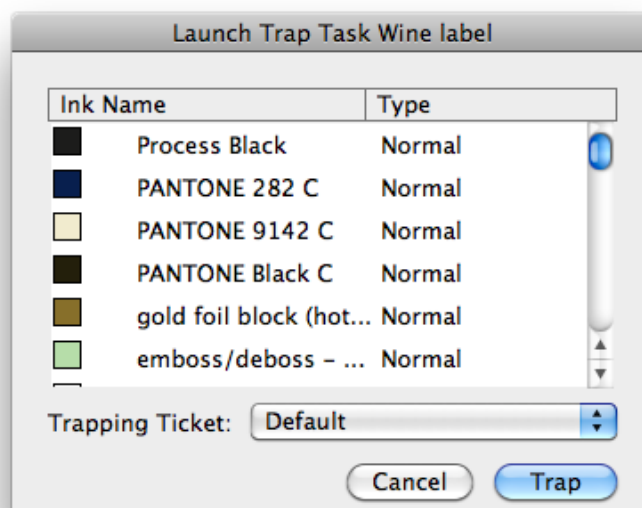 Launch Trap Task Wine label
Ink Name Type
Process Black Normal
PANTONE 282 C Normal
PANTONE 9142 C Normal
PANTONE Black C Normal
gold foil block (hot... Normal
emboss/deboss – ... Normal
Trapping Ticket: Default
Cancel Trap